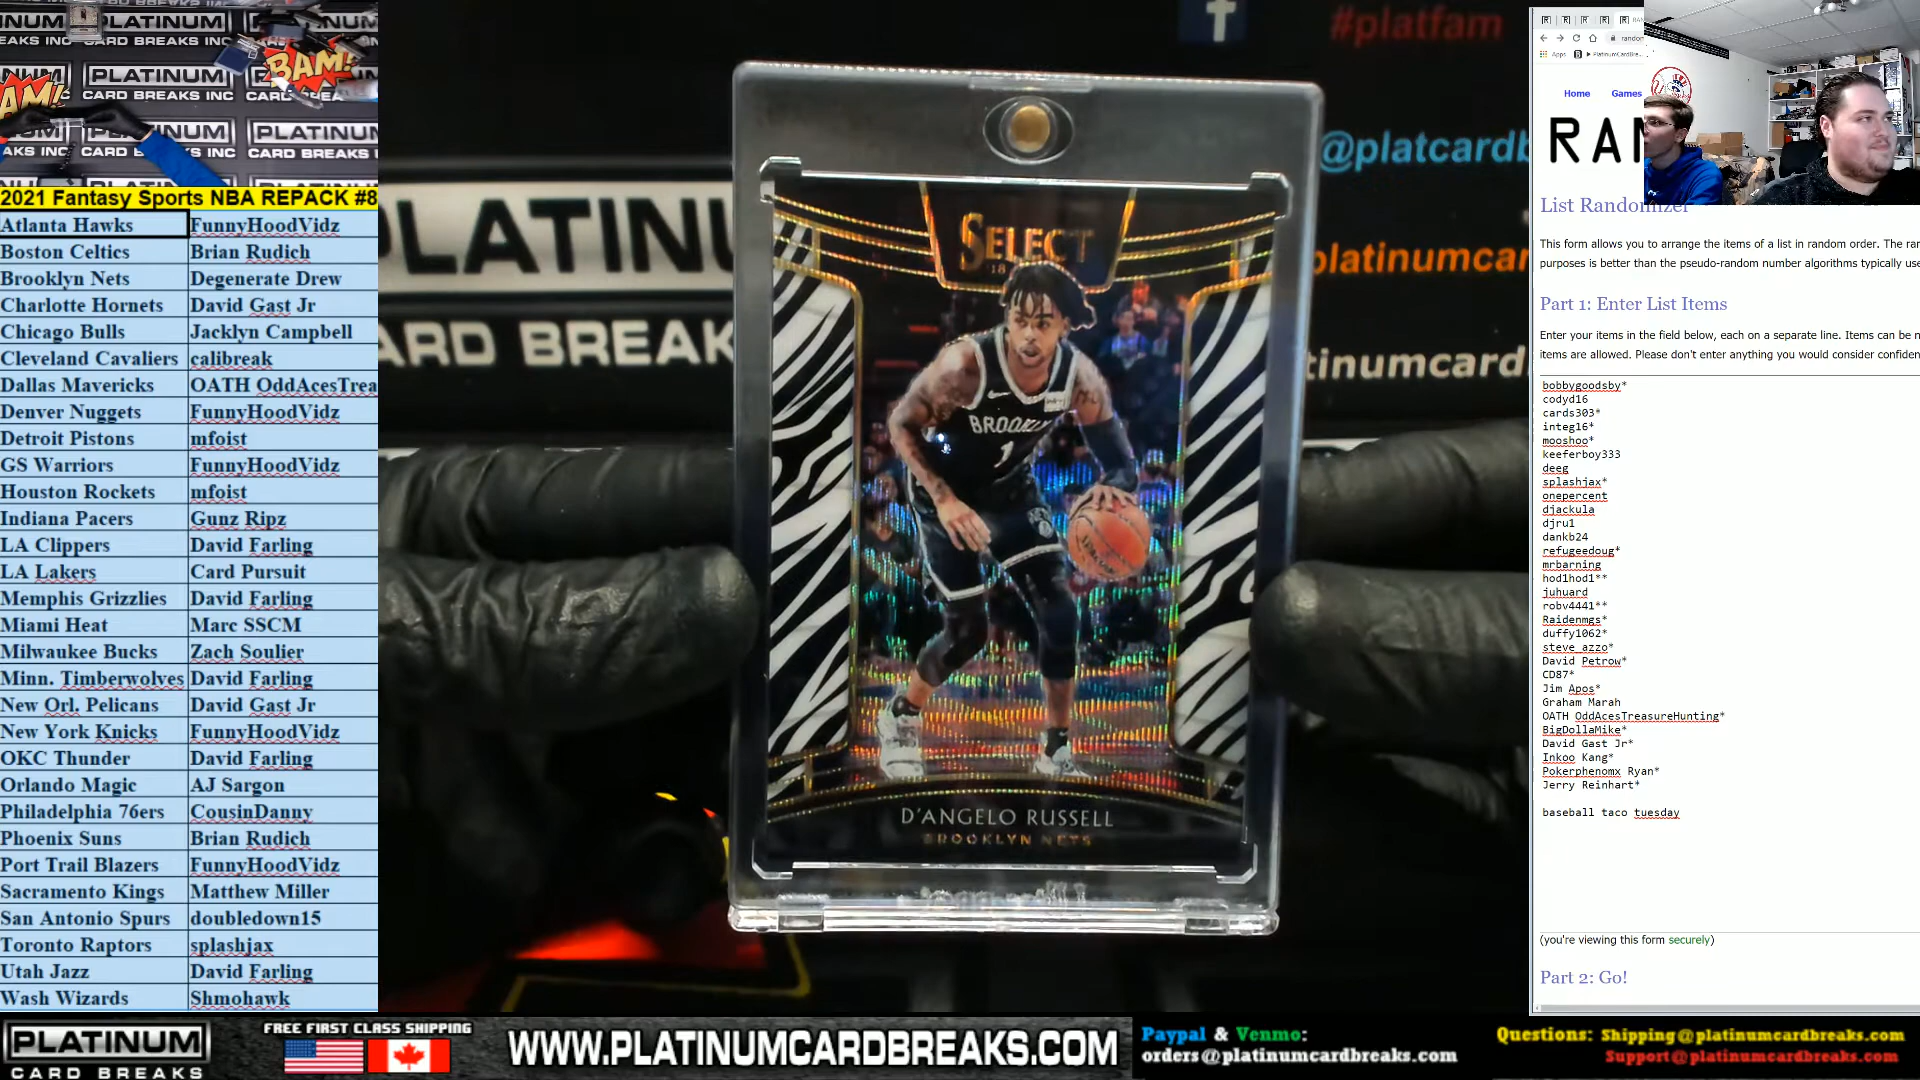 2021 Fantasy Sports NBA REPACK #8
Atlanta Hawks FunnyHoodVidz
Boston Celtics Brian Rudich
Brooklyn Nets Degenerate Drew
Charlotte Hornets David Gast Jr
Chicago Bulls Jacklyn Campbell
Cleveland Cavaliers calibreak
Dallas Mavericks OATH OddAcesTrea
Denver Nuggets FunnyHoodVidz
Detroit Pistons mfoist
GS Warriors FunnyHoodVidz
Houston Rockets mfoist
Indiana Pacers Gunz Ripz
LA Clippers David Farling
LA Lakers Card Pursuit
Memphis Grizzlies David Farling
Miami Heat Marc SSCM
Milwaukee Bucks Zach Soulier
Minn. Timberwolves David Farling
New Orl. Pelicans David Gast Jr
New York Knicks FunnyHoodVidz
OKC Thunder David Farling
Orlando Magic AJ Sargon
Philadelphia 76ers CousinDanny
Phoenix Suns Brian Rudich
Port Trail Blazers FunnyHoodVidz
Sacramento Kings Matthew Miller
San Antonio Spurs doubledown15
Toronto Raptors splashjax
Utah Jazz David Farling
Wash Wizards Shmohawk
PLATINUM
CARD BREAKS INC
BAM!
#platfam
@platcardb
platinumcar
tinumcard
PLATINU
ARD BREAK
SELECT
18
BROOKLYN
1
D'ANGELO RUSSELL
BROOKLYN NETS
Apps PlatinumCardBre...
Home Games
RAN
List Randomizer
This form allows you to arrange the items of a list in random order. The ran
purposes is better than the pseudo-random number algorithms typically use
Part 1: Enter List Items
Enter your items in the field below, each on a separate line. Items can be n
items are allowed. Please don't enter anything you would consider confiden
bobbygoodsby*
codyd16
cards303*
integ16*
mooshoo*
keeferboy333
deeg
splashjax*
onepercent
djackula
djru1
dankb24
refugeedoug*
mrbarning
hod1hod1**
juhuard
robv4441**
Raidenmgs*
duffy1062*
steve_azzo*
David Petrow*
CD87*
Jim Apos*
Graham Marah
OATH OddAcesTreasureHunting*
BigDollaMike*
David Gast Jr*
Inkoo Kang*
Pokerphenomx Ryan*
Jerry Reinhart*
baseball taco tuesday
(you're viewing this form securely)
Part 2: Go!
PLATINUM
CARD BREAKS
FREE FIRST CLASS SHIPPING
WWW.PLATINUMCARDBREAKS.COM
Paypal & Venmo:
orders@platinumcardbreaks.com
Questions: Shipping@platinumcardbreaks.com
Support@platinumcardbreaks.com